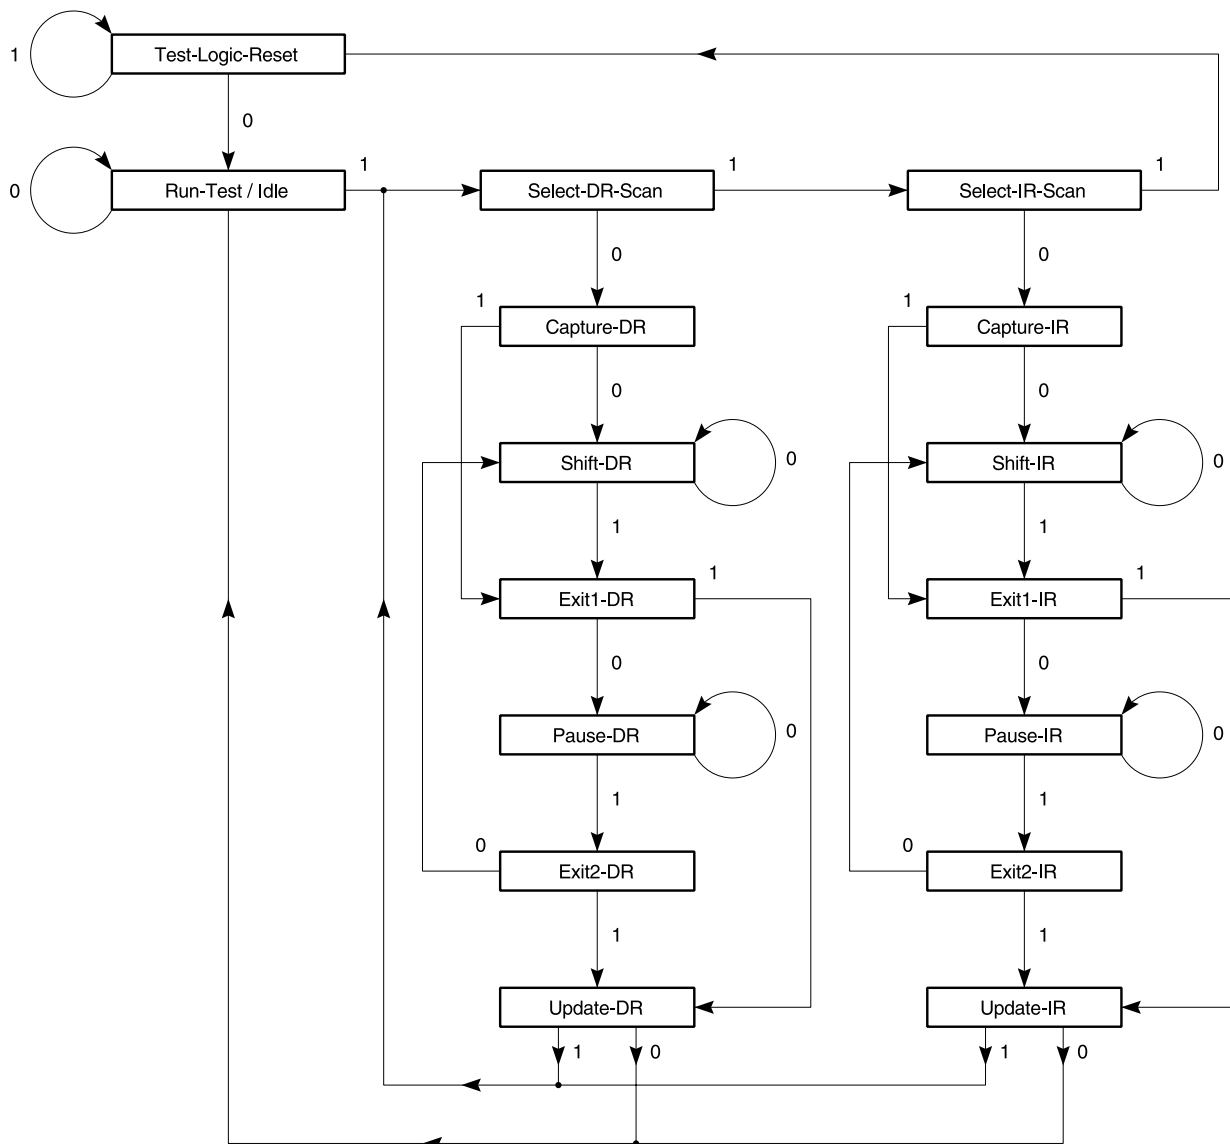 1
Test-Logic-Reset
0
0
Run-Test / Idle
1
Select-DR-Scan
1
Select-IR-Scan
1
0
0
1
Capture-DR
1
Capture-IR
0
0
Shift-DR
0
Shift-IR
0
1
1
Exit1-DR
1
Exit1-IR
1
0
0
Pause-DR
0
Pause-IR
0
1
1
0
Exit2-DR
0
Exit2-IR
1
1
Update-DR
Update-IR
1
0
1
0